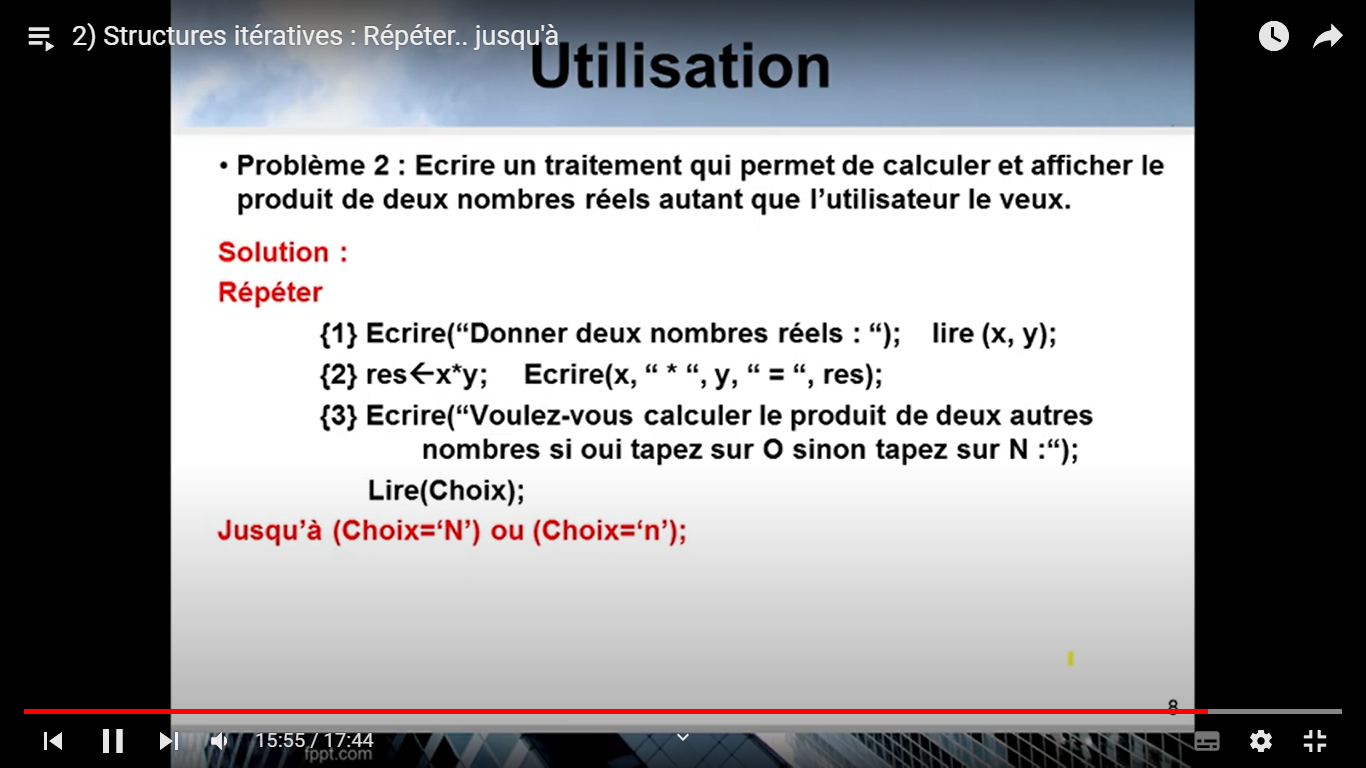 2) Structures itératives : Répéter.. jusqu'à
Utilisation
• Problème 2 : Ecrire un traitement qui permet de calculer et afficher le
produit de deux nombres réels autant que l’utilisateur le veux.
Solution :
Répéter
{1} Ecrire(“Donner deux nombres réels : “); lire (x, y);
{2} res←x*y; Ecrire(x, “ * “, y, “ = “, res);
{3} Ecrire(“Voulez-vous calculer le produit de deux autres
nombres si oui tapez sur O sinon tapez sur N :“);
Lire(Choix);
Jusqu’à (Choix=‘N’) ou (Choix=‘n’);
8
15:55 / 17:44
fppt.com